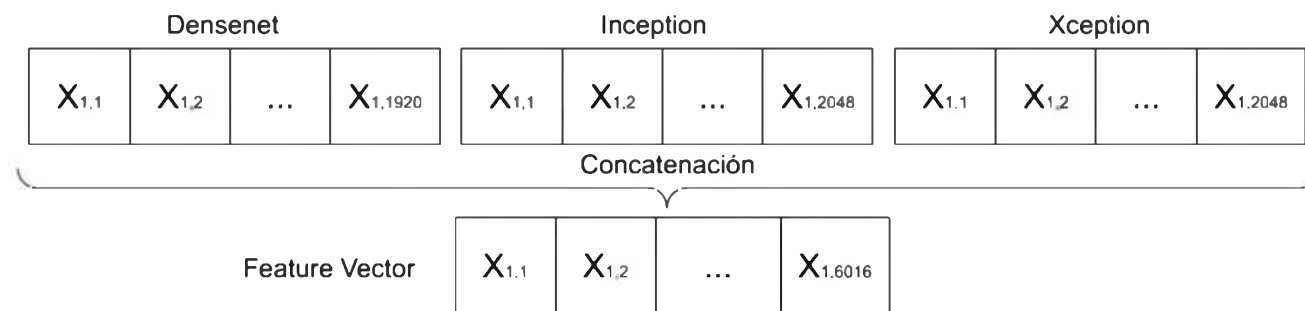 Densenet Inception Xception
X1.1 X1.2 ... X1.1920 X1.1 X1.2 ... X1.2048 X1.1 X1.2 ... X1.2048
Concatenación
Feature Vector X1.1 X1.2 ... X1.6016